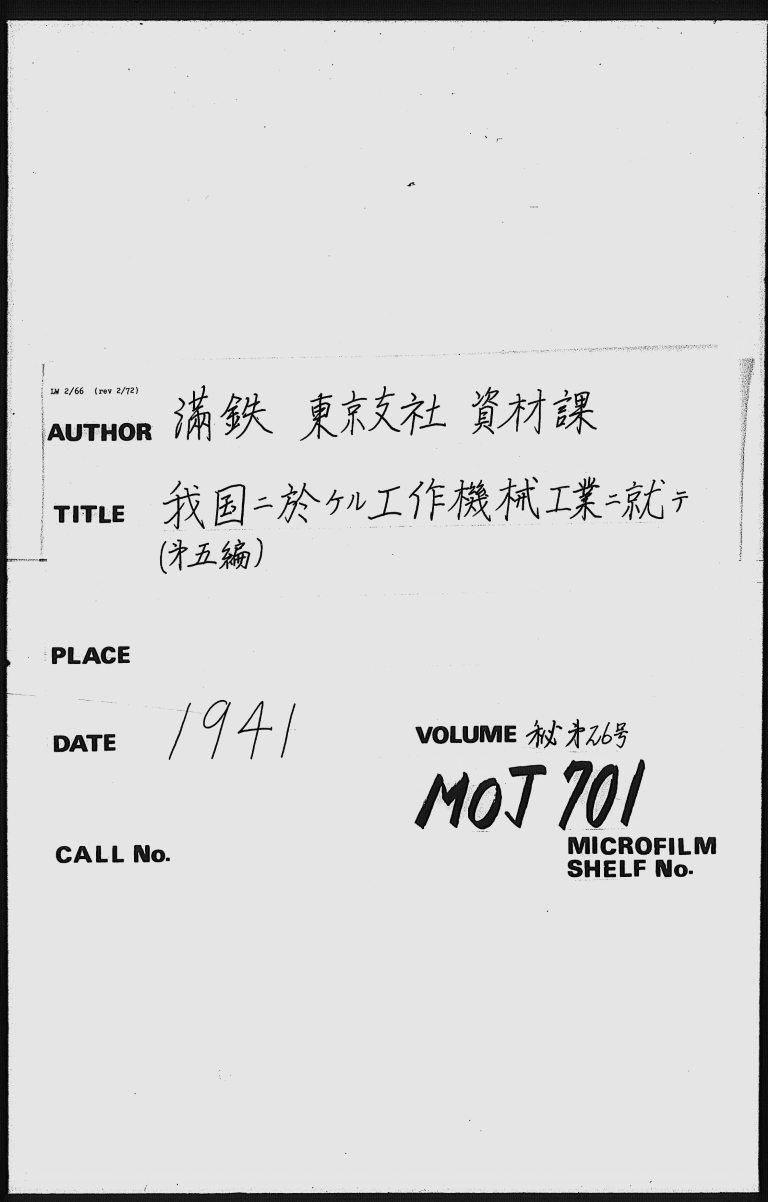 LW 2/66 (rev 2/72)
AUTHOR 満鉄 東京支社 資材課
TITLE 我国ニ於ケル工作機械工業ニ就テ
(第五編)
PLACE
DATE 1941
VOLUME 秘第26号
MOJ 701
CALL No.
MICROFILM
SHELF No.